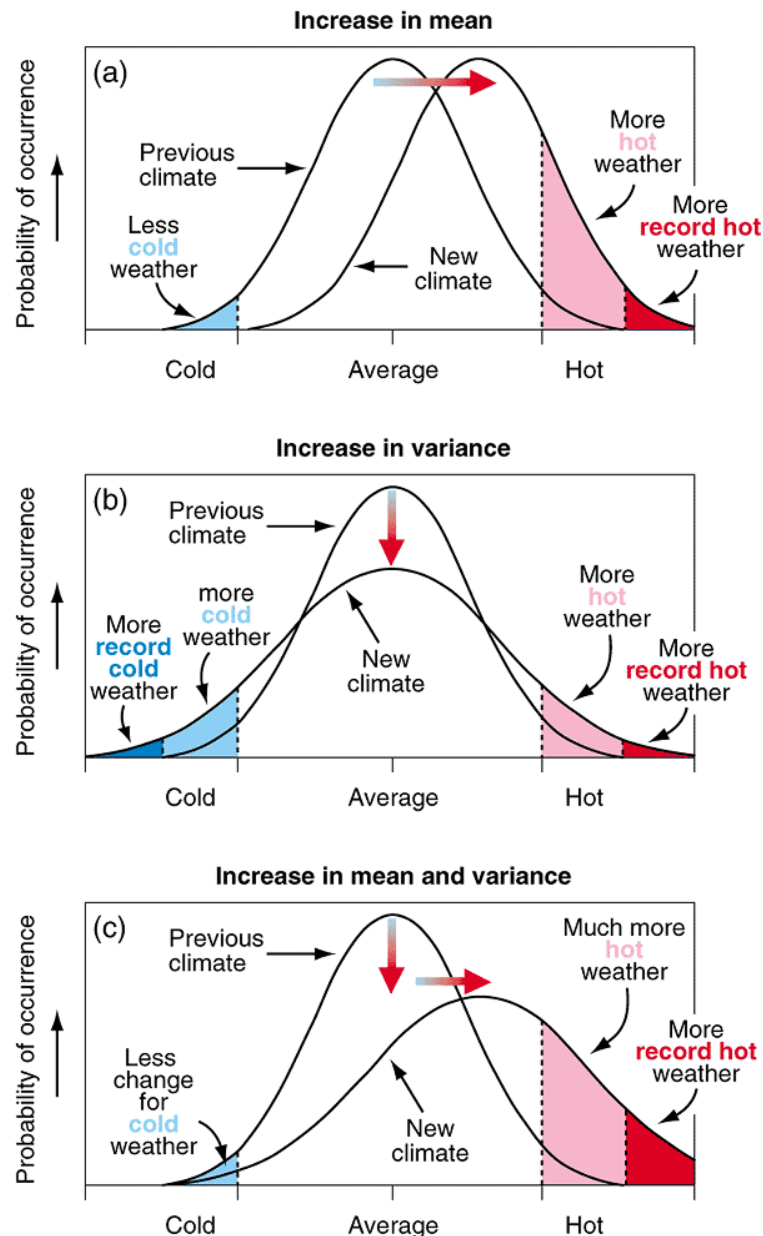 Increase in mean
(a)
Probability of occurrence
Previous
climate
Less
cold
weather
New
climate
More
hot
weather
More
record hot
weather
Cold
Average
Hot
Increase in variance
(b)
Probability of occurrence
Previous
climate
more
cold
weather
More
record
cold
weather
New
climate
More
hot
weather
More
record hot
weather
Cold
Average
Hot
Increase in mean and variance
(c)
Probability of occurrence
Previous
climate
Less
change
for
cold
weather
New
climate
Much more
hot
weather
More
record hot
weather
Cold
Average
Hot